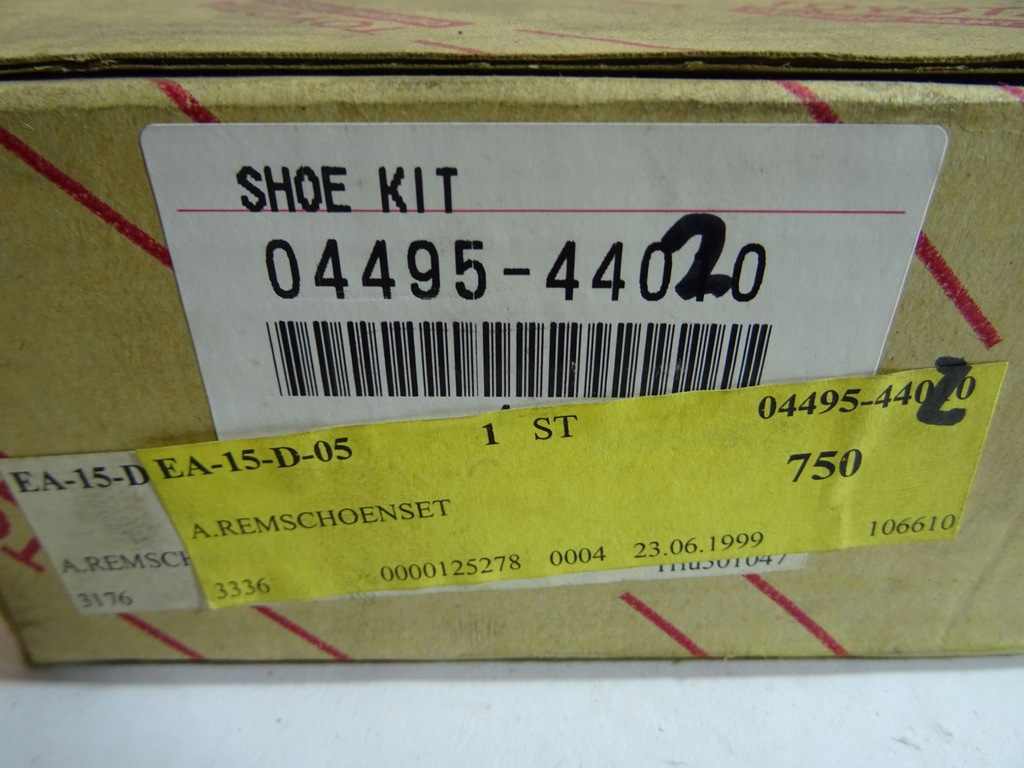 TOYOTA
SHOE KIT
04495-44020
EA-15-D
EA-15-D-05
1 ST
04495-44020
750
A.REMSCH
A.REMSCHOENSET
3176
3336
0000125278 0004 23.06.1999
106610